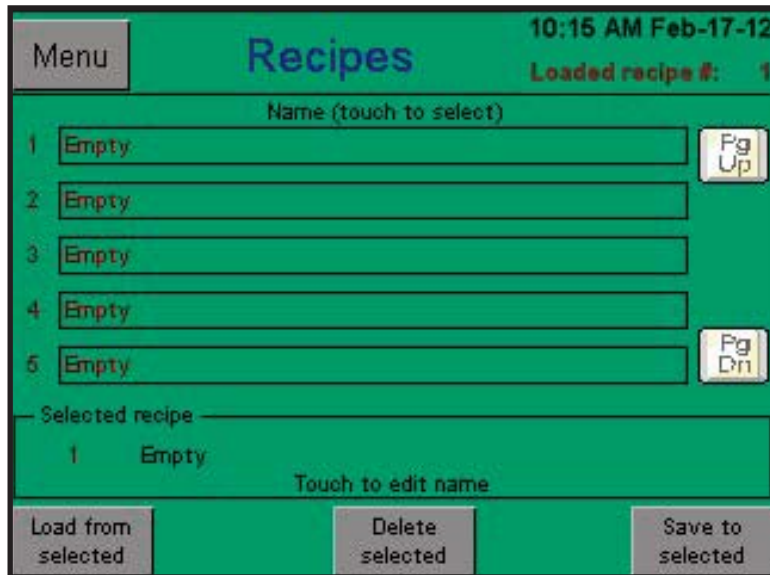 Menu
Recipes
10:15 AM Feb-17-12
Loaded recipe #: 1
Name (touch to select)
1 Empty
Pg
Up
2 Empty
3 Empty
4 Empty
5 Empty
Pg
Dn
Selected recipe
1 Empty
Touch to edit name
Load from
selected
Delete
selected
Save to
selected